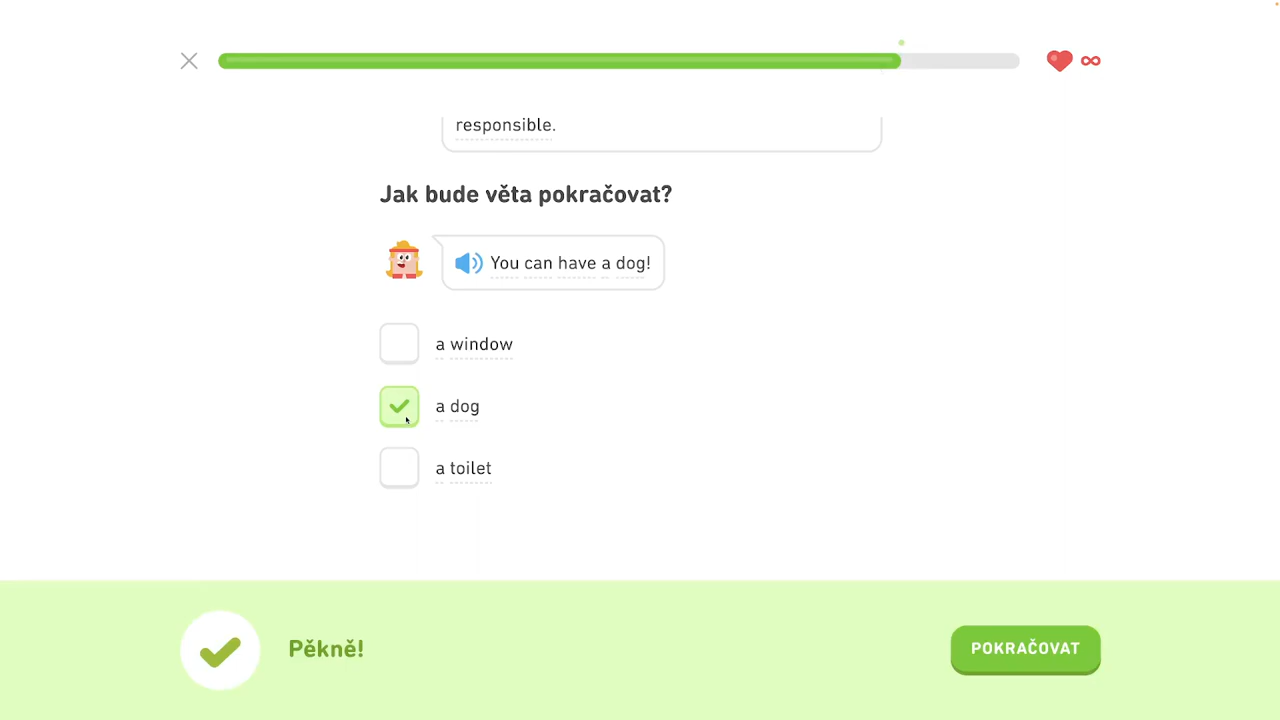 responsible.
Jak bude věta pokračovat?
You can have a dog!
a window
a dog
a toilet
Pěkně!
POKRAČOVAT